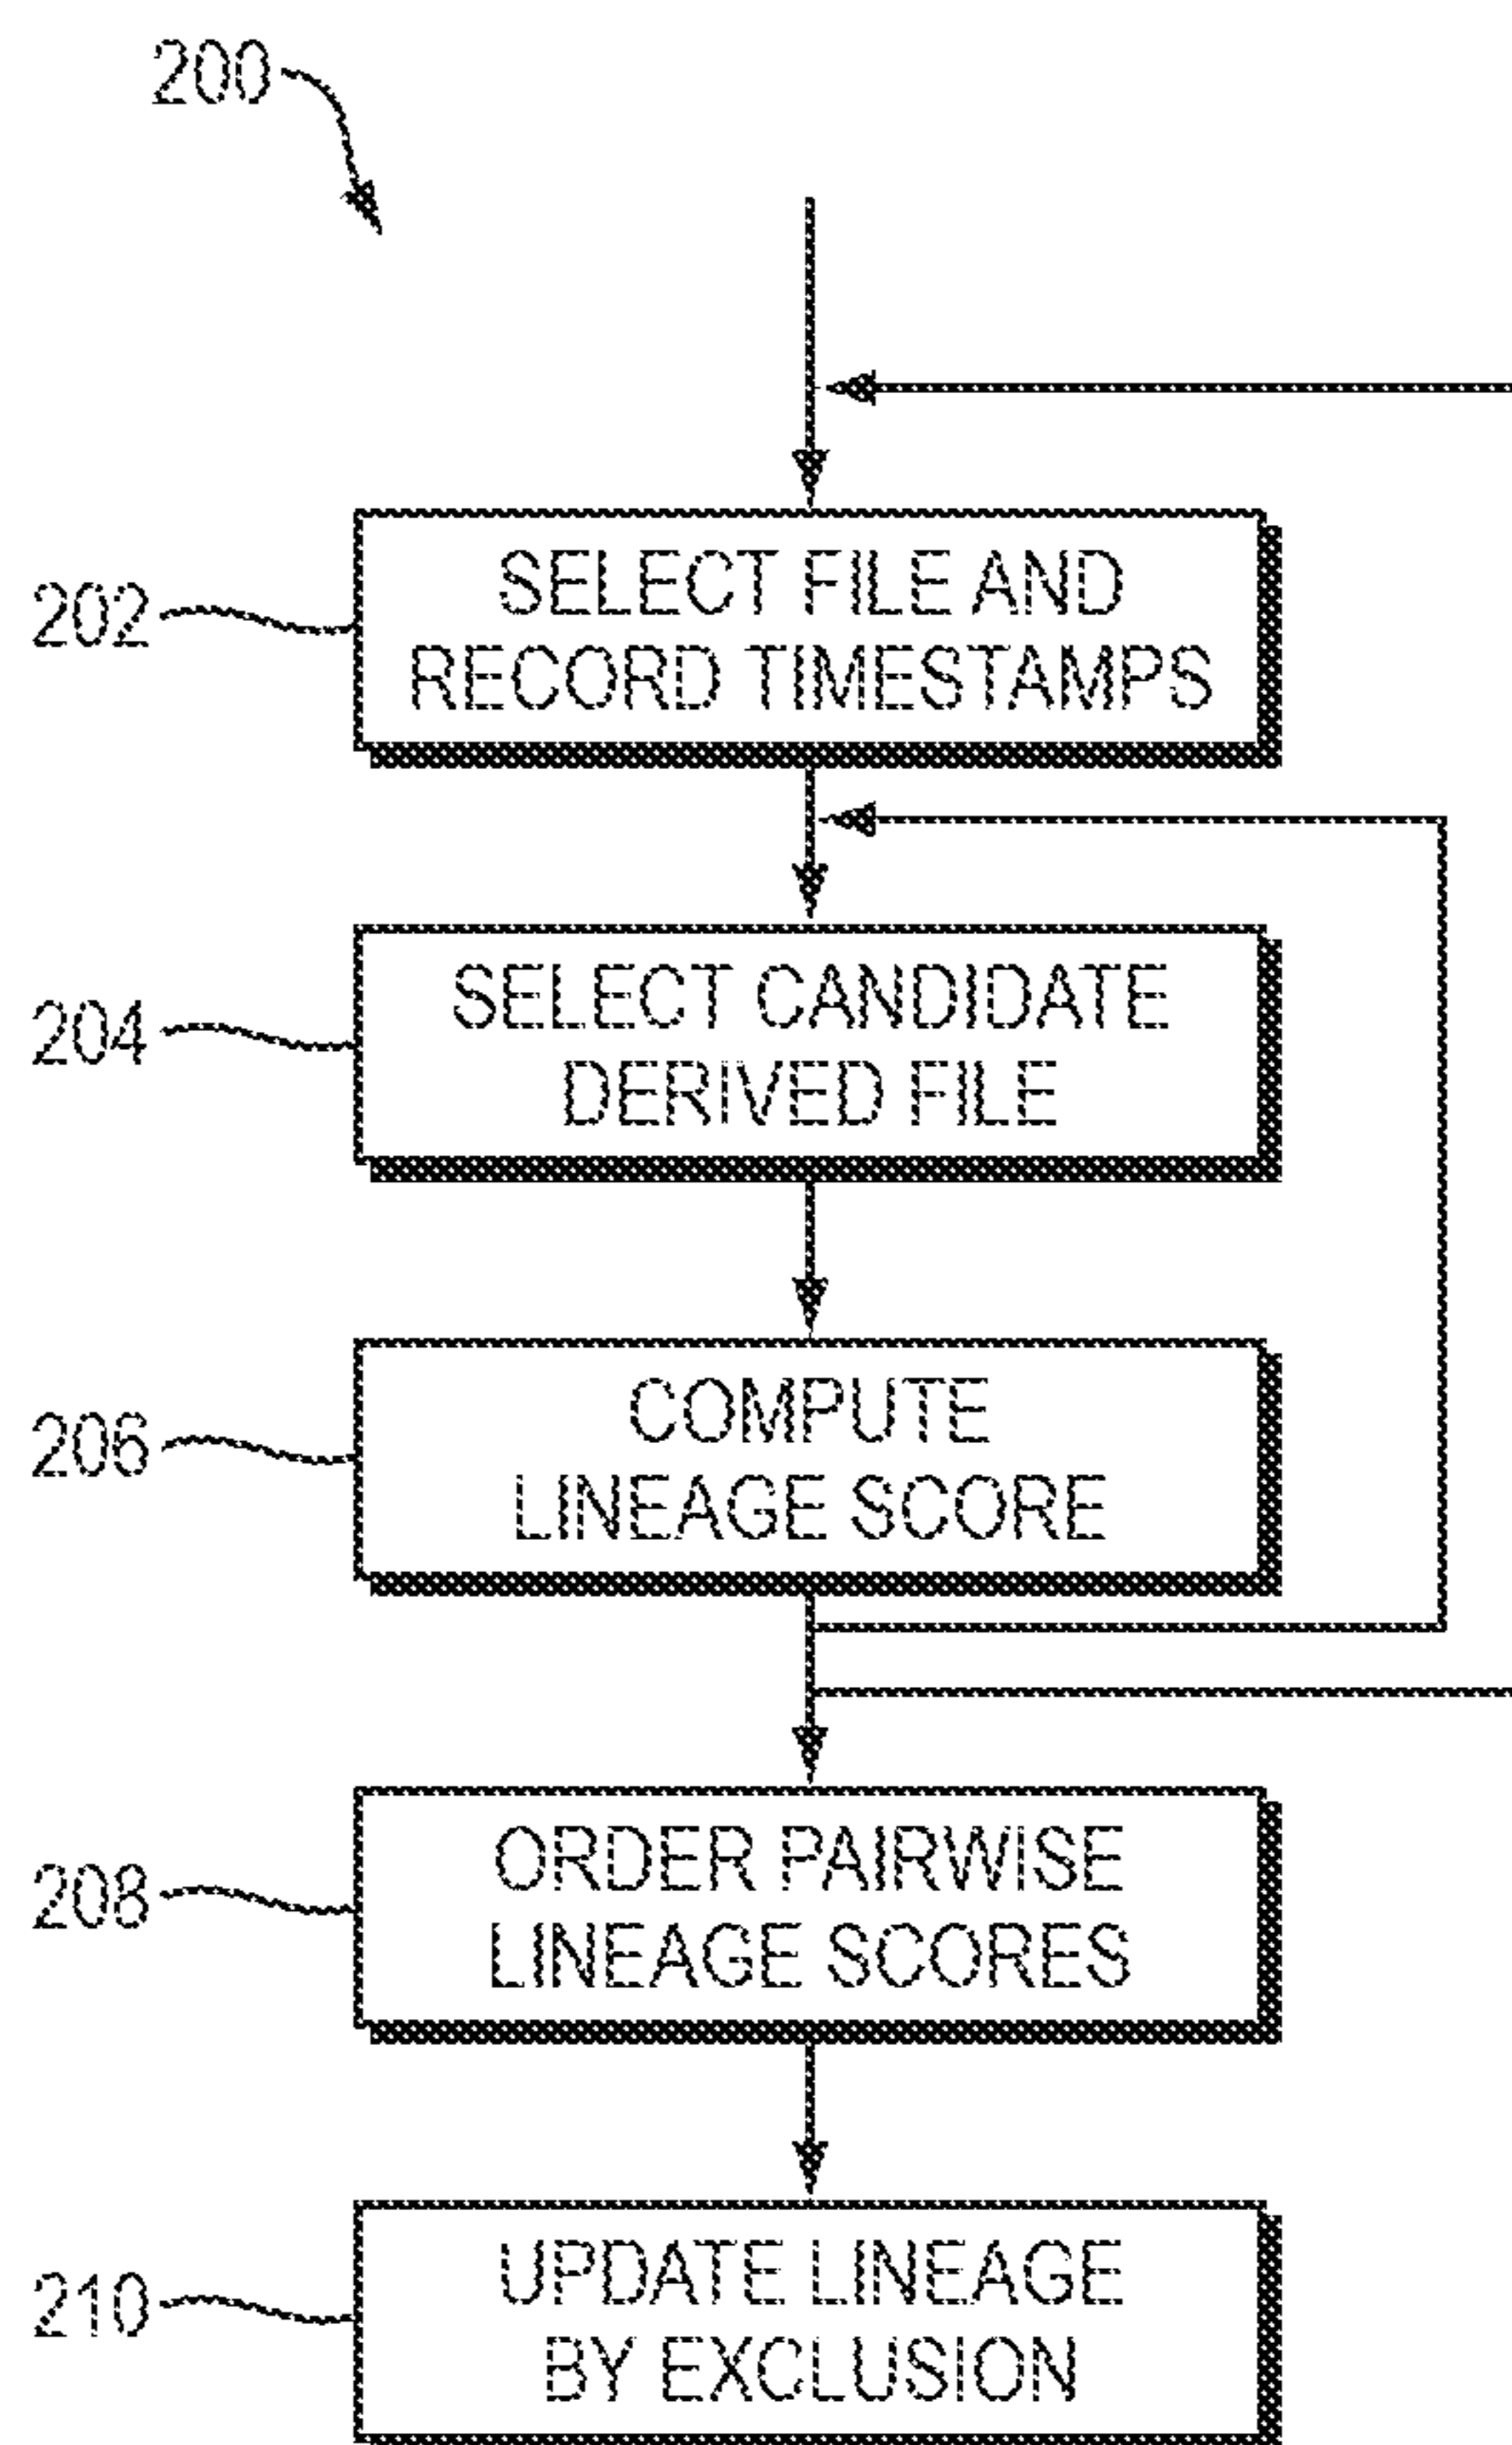 200
202
SELECT FILE AND
RECORD TIMESTAMPS
204
SELECT CANDIDATE
DERIVED FILE
206
COMPUTE
LINEAGE SCORE
208
ORDER PAIRWISE
LINEAGE SCORES
210
UPDATE LINEAGE
BY EXCLUSION